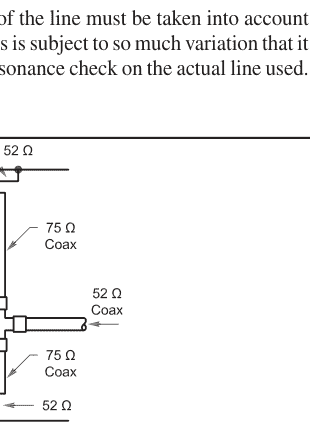 of the line must be taken into account
s is subject to so much variation that it
sonance check on the actual line used.
52 Ω
75 Ω
Coax
52 Ω
Coax
75 Ω
Coax
52 Ω